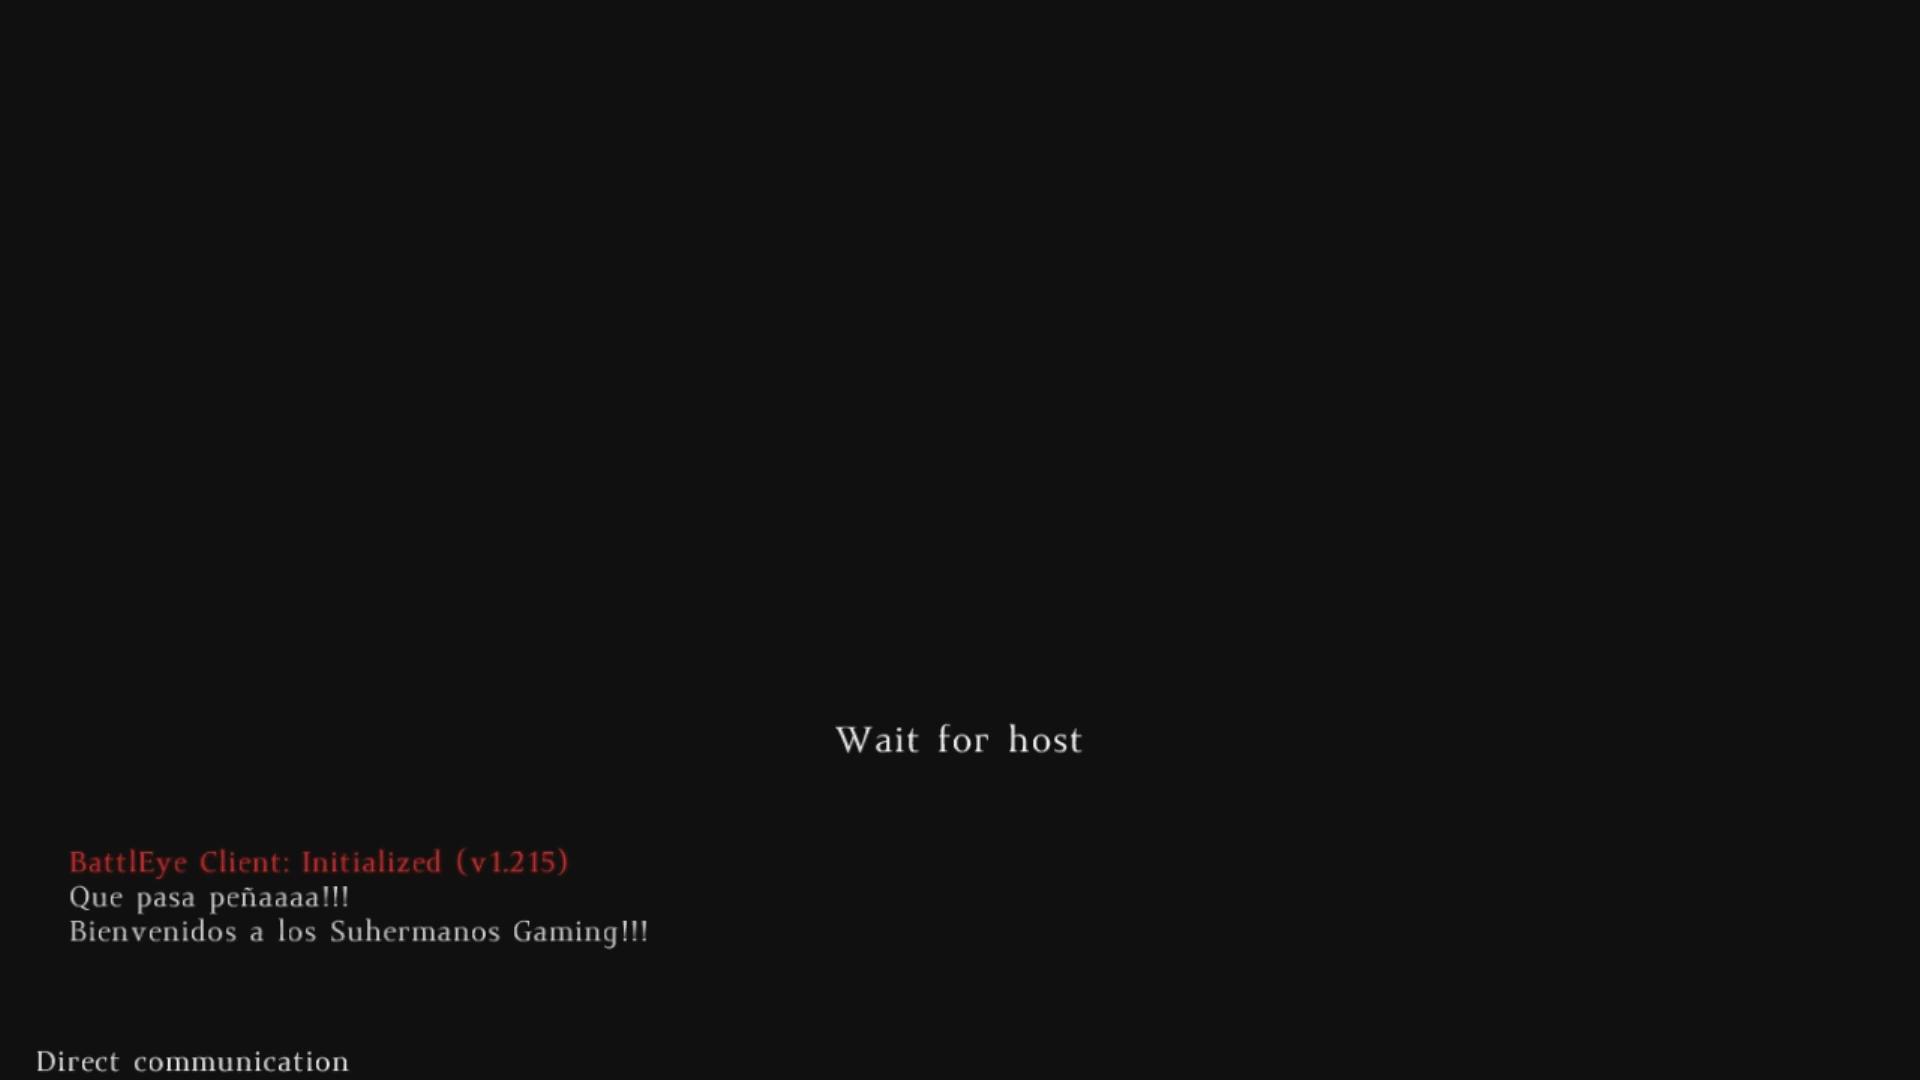 Wait for host
BattlEye Client: Initialized (v1.215)
Que pasa peñaaaa!!!
Bienvenidos a los Suhermanos Gaming!!!
Direct communication